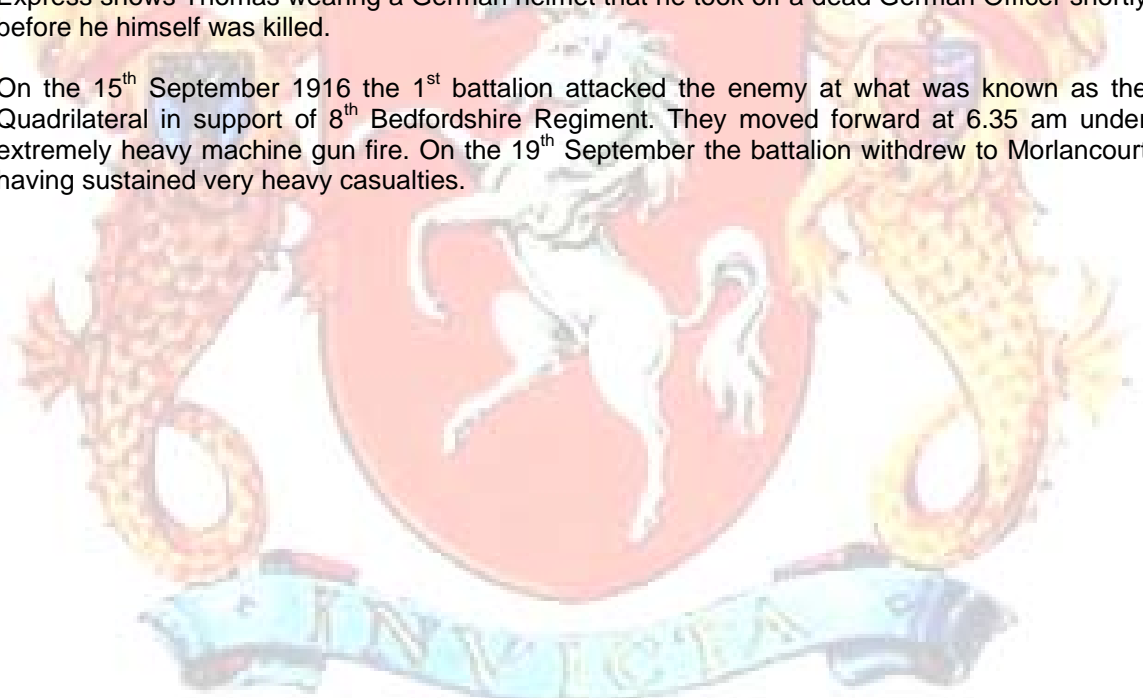 Express shows Thomas wearing a German helmet that he took off a dead German Officer shortly
before he himself was killed.
On the 15th September 1916 the 1st battalion attacked the enemy at what was known as the
Quadrilateral in support of 8th Bedfordshire Regiment. They moved forward at 6.35 am under
extremely heavy machine gun fire. On the 19th September the battalion withdrew to Morlancourt
having sustained very heavy casualties.
INVICTA